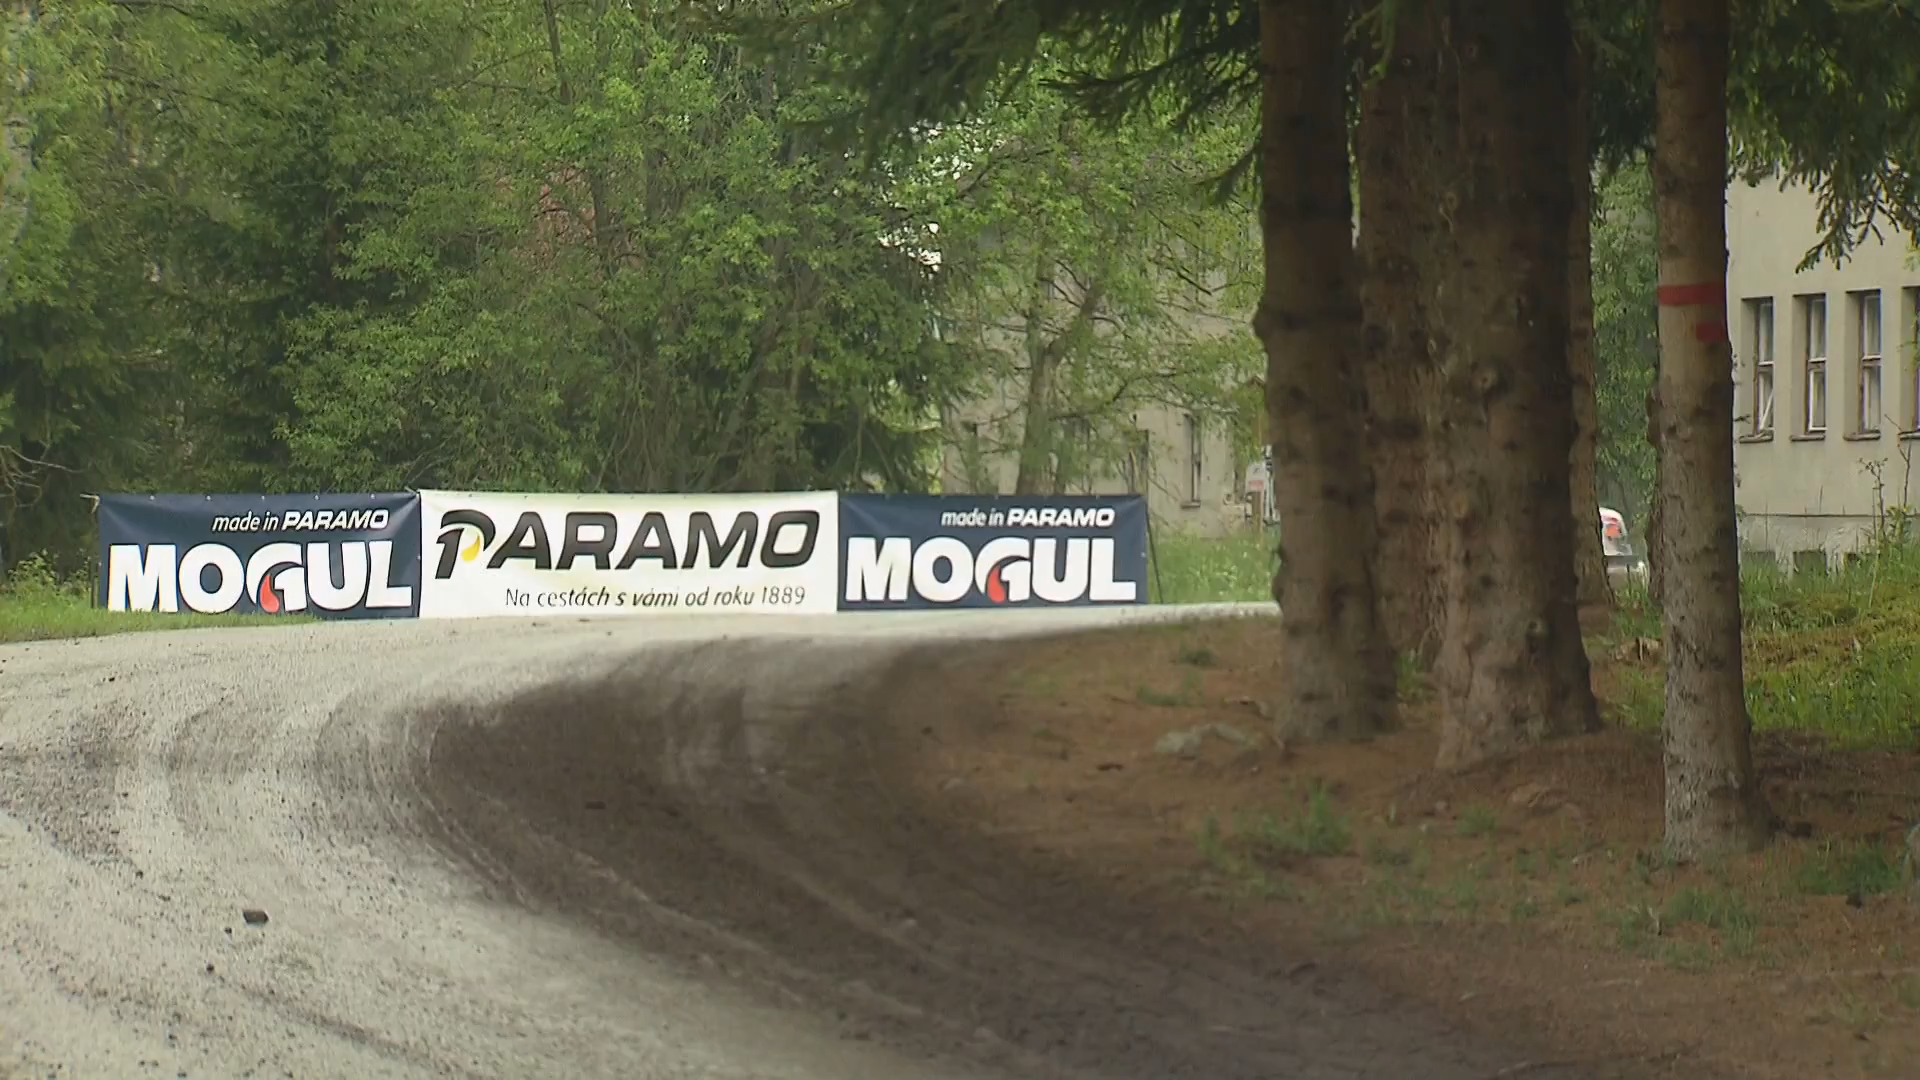 made in PARAMO
MOGUL
PARAMO
Na cestách s vámi od roku 1889
made in PARAMO
MOGUL